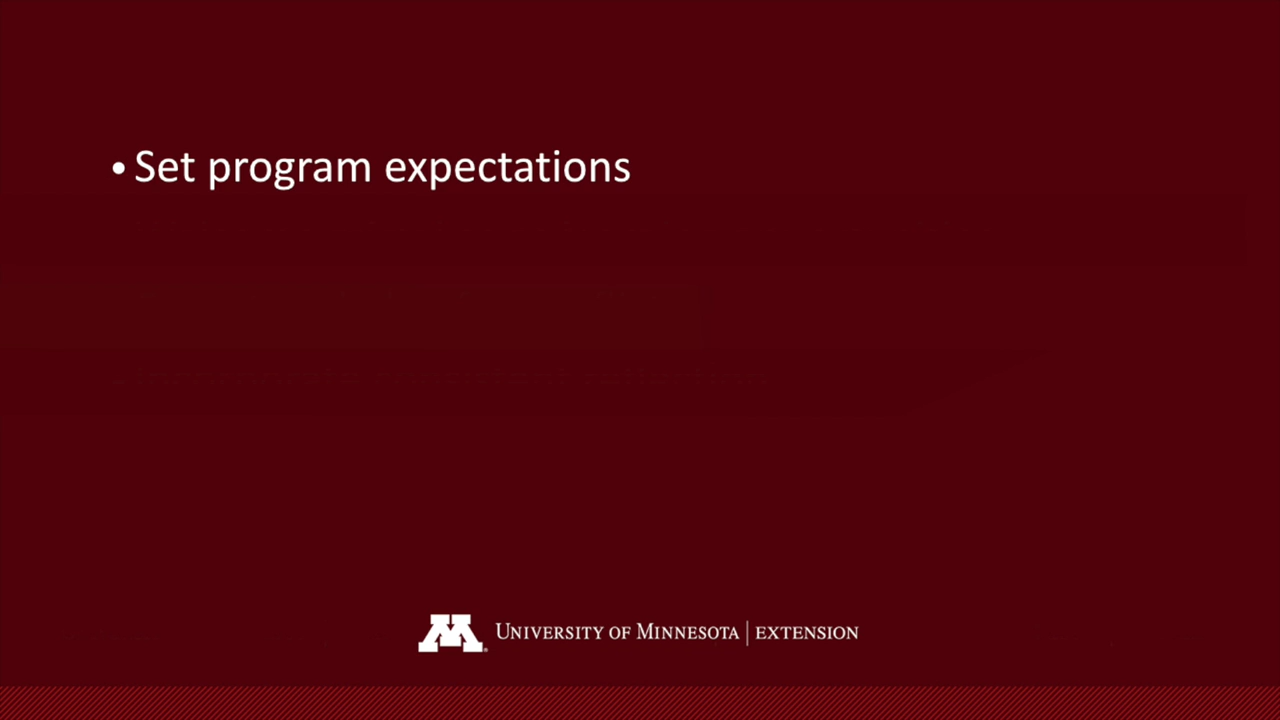 • Set program expectations
M UNIVERSITY OF MINNESOTA | EXTENSION